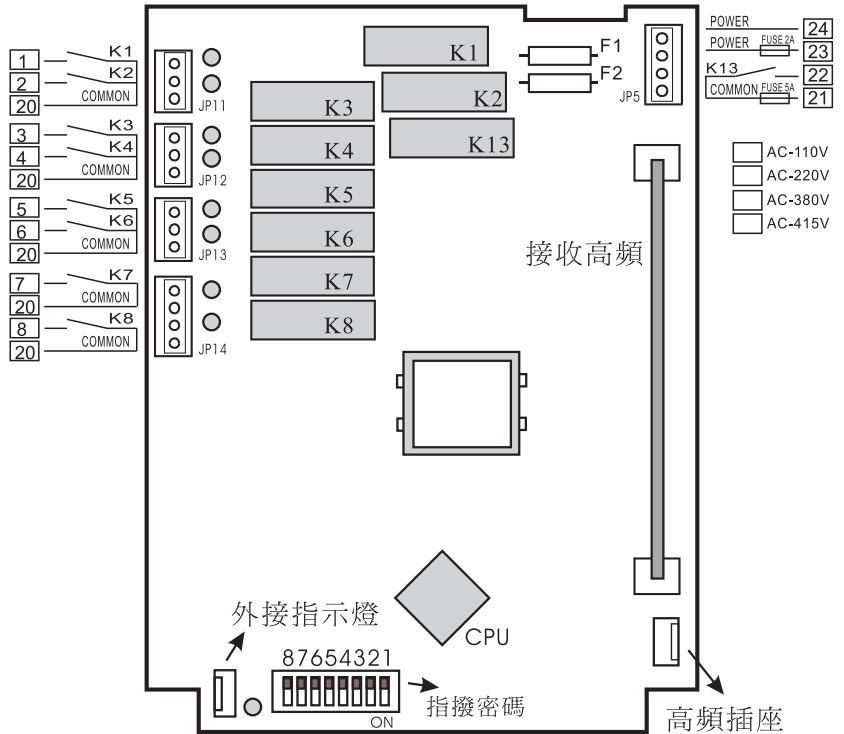 1 K1
2 K2
20 COMMON
JP11
3 K3
4 K4
20 COMMON
JP12
5 K5
6 K6
20 COMMON
JP13
7 K7
20 COMMON
8 K8
20 COMMON
JP14
K1
K2
K13
K3
K4
K5
K6
K7
K8
F1
F2
JP5
POWER 24
POWER FUSE 2A 23
K13 22
COMMON FUSE 5A 21
AC-110V
AC-220V
AC-380V
AC-415V
接收高頻
CPU
外接指示燈
87654321
ON
指撥密碼
高頻插座